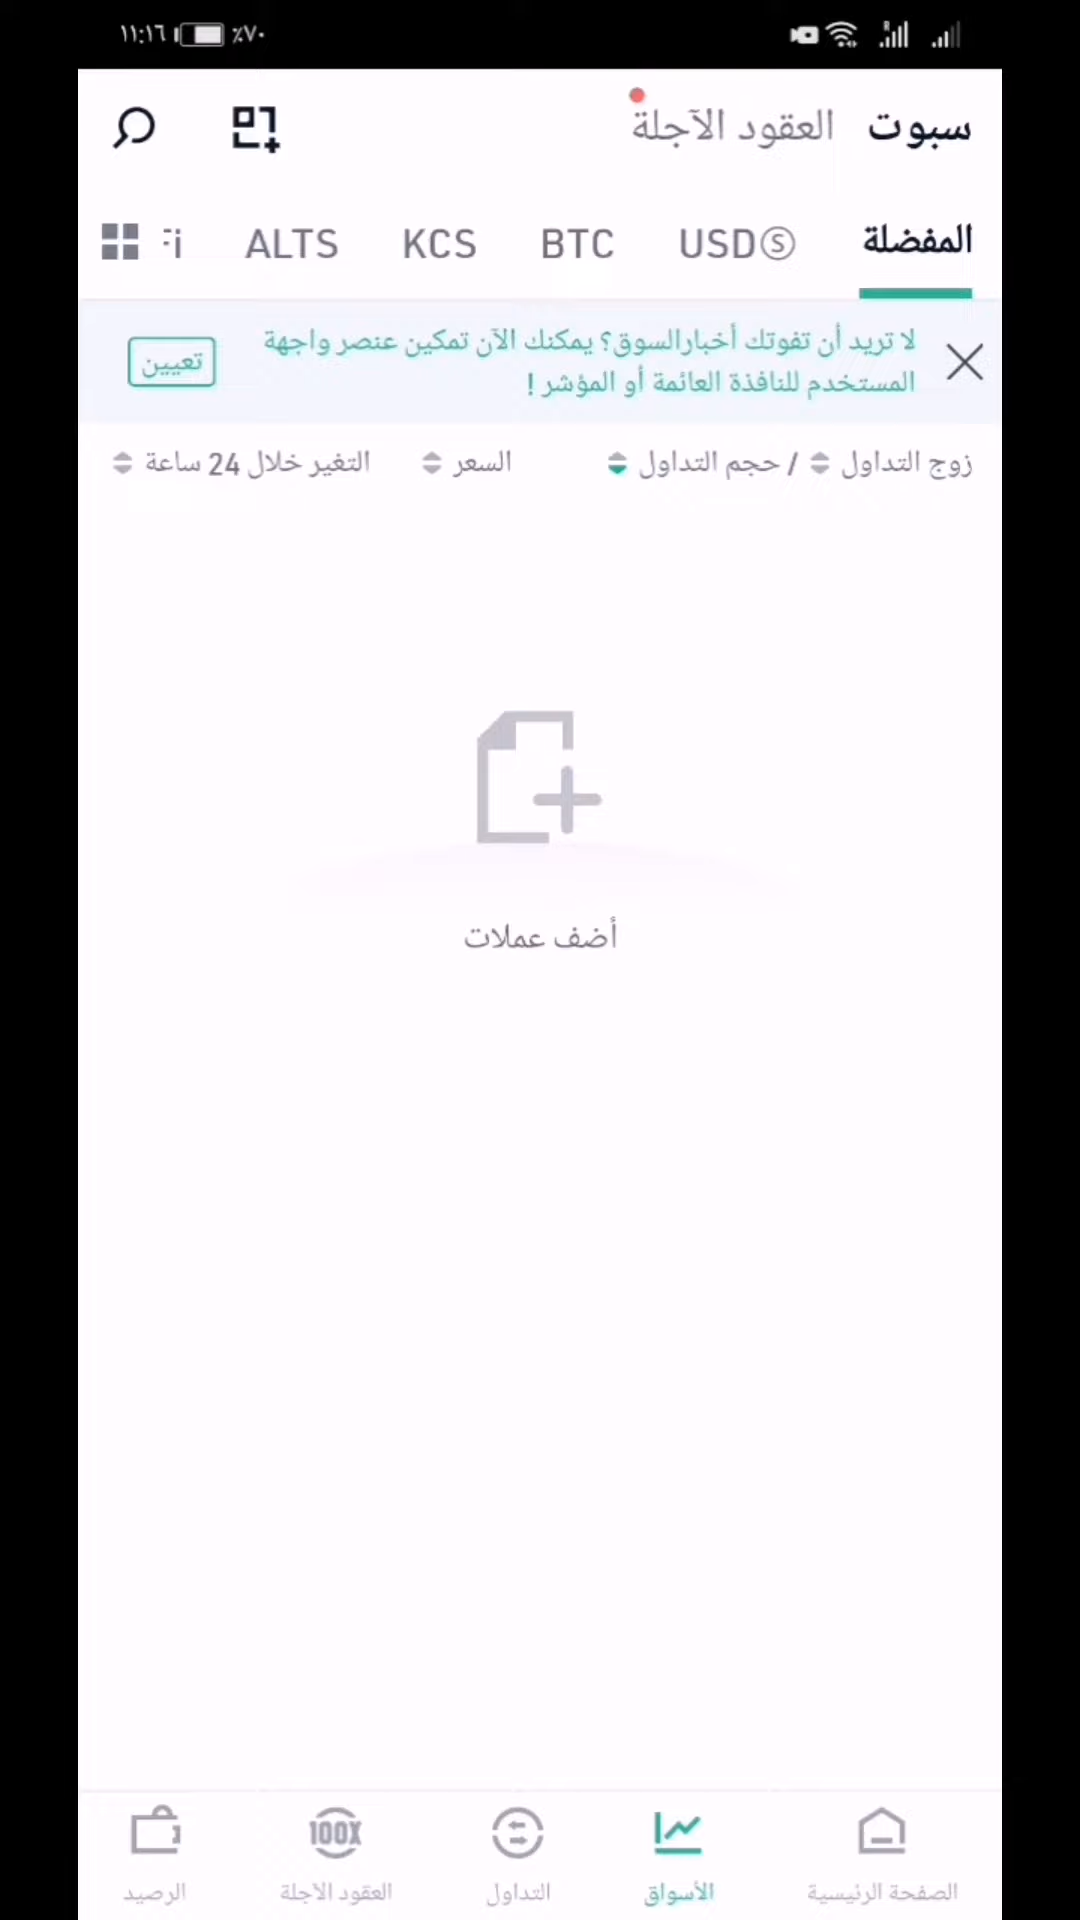 ١١:١٦ ٪٧٠
سبوت العقود الآجلة
المفضلة USDⓈ BTC KCS ALTS
لا تريد أن تفوتك أخبارالسوق؟ يمكنك الآن تمكين عنصر واجهة
المستخدم للنافذة العائمة أو المؤشر !
تعيين
زوج التداول / حجم التداول السعر التغير خلال 24 ساعة
أضف عملات
100X
الصفحة الرئيسية الأسواق التداول العقود الآجلة الرصيد